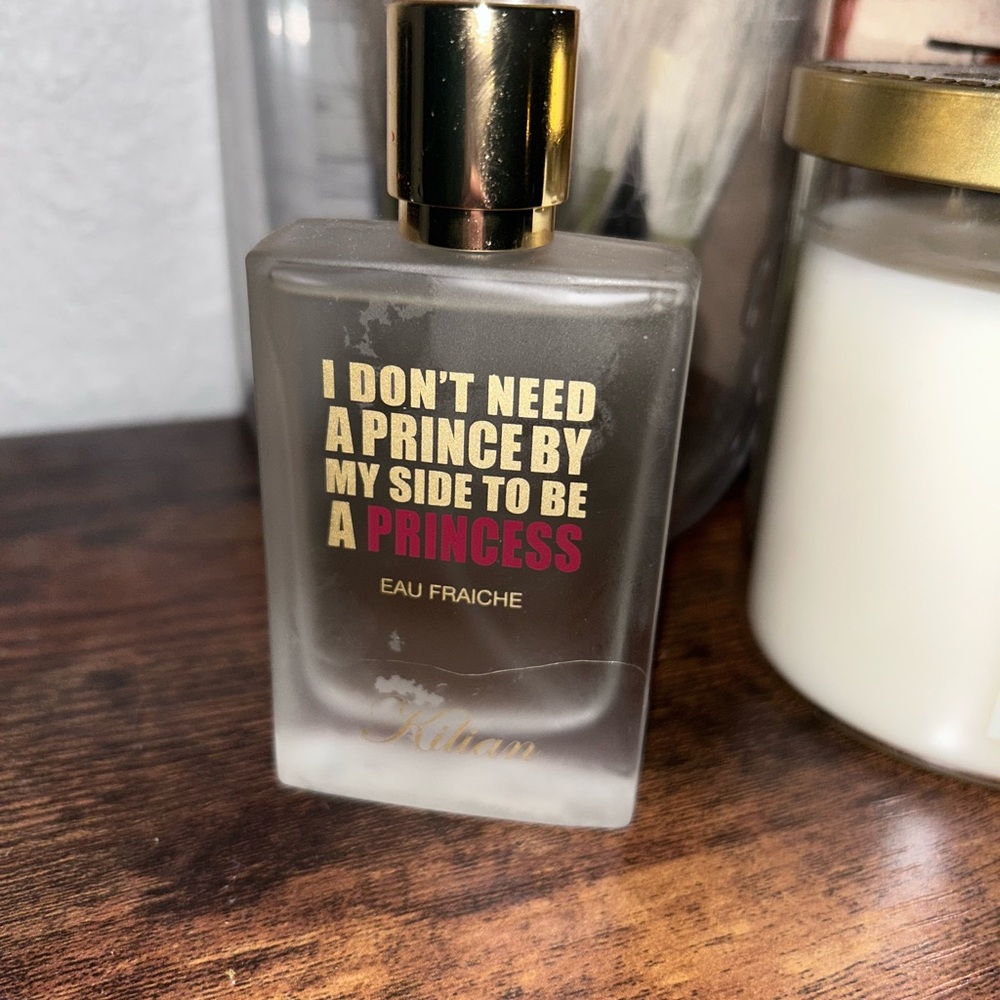 I DON'T NEED
A PRINCE BY
MY SIDE TO BE
A PRINCESS
EAU FRAICHE
Kilian